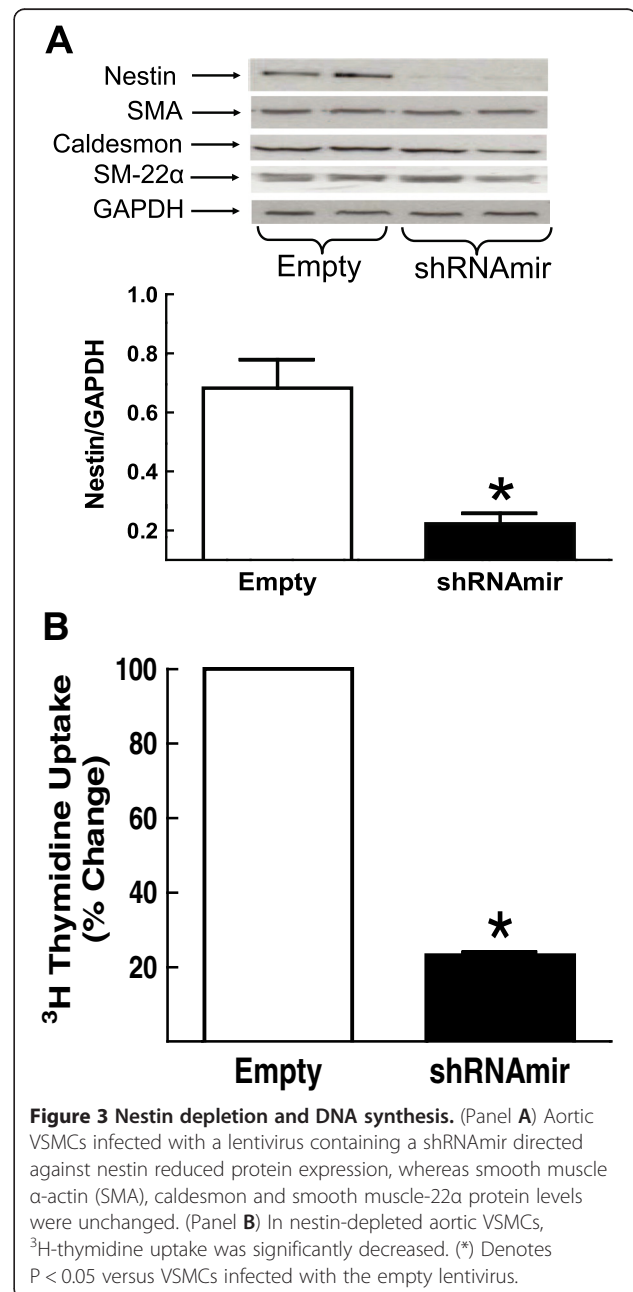 A
Nestin
SMA
Caldesmon
SM-22α
GAPDH
Empty shRNAmir
Nestin/GAPDH
1.0
0.8
0.6
0.4
0.2
*
Empty shRNAmir
B
³H Thymidine Uptake
(% Change)
100
80
60
40
20
*
Empty shRNAmir
Figure 3 Nestin depletion and DNA synthesis. (Panel A) Aortic
VSMCs infected with a lentivirus containing a shRNAmir directed
against nestin reduced protein expression, whereas smooth muscle
α-actin (SMA), caldesmon and smooth muscle-22α protein levels
were unchanged. (Panel B) In nestin-depleted aortic VSMCs,
³H-thymidine uptake was significantly decreased. (*) Denotes
P < 0.05 versus VSMCs infected with the empty lentivirus.